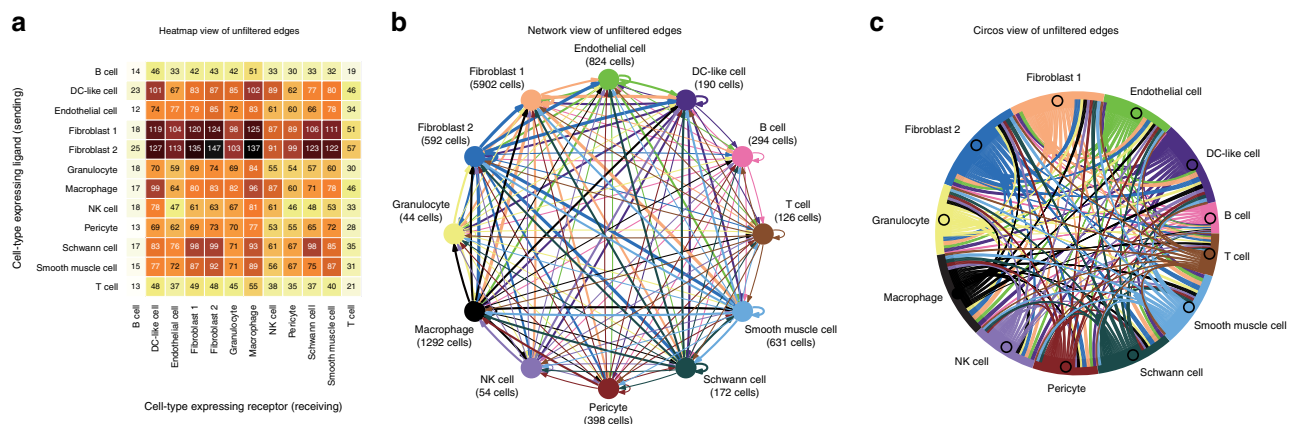 a
Heatmap view of unfiltered edges
Cell-type expressing ligand (sending)
B cell 14 46 33 42 43 42 51 33 30 33 32 19
DC-like cell 23 101 67 83 87 85 102 89 62 77 80 46
Endothelial cell 12 74 77 79 85 72 83 61 60 66 78 34
Fibroblast 1 18 119 104 120 124 98 125 87 89 106 111 51
Fibroblast 2 25 127 113 135 147 103 137 91 99 123 122 57
Granulocyte 18 70 59 69 74 69 84 55 54 57 60 30
Macrophage 17 99 64 80 83 82 96 87 60 71 78 46
NK cell 18 78 47 61 63 67 81 61 46 48 53 33
Pericyte 13 69 62 69 73 70 77 53 55 65 72 28
Schwann cell 17 83 76 98 99 71 93 61 67 98 85 35
Smooth muscle cell 15 77 72 87 92 71 89 56 67 75 87 31
T cell 13 48 37 49 48 45 55 38 35 37 40 21
B cell
DC-like cell
Endothelial cell
Fibroblast 1
Fibroblast 2
Granulocyte
Macrophage
NK cell
Pericyte
Schwann cell
Smooth muscle cell
T cell
Cell-type expressing receptor (receiving)
b
Network view of unfiltered edges
Endothelial cell
(824 cells)
DC-like cell
(190 cells)
B cell
(294 cells)
T cell
(126 cells)
Smooth muscle cell
(631 cells)
Schwann cell
(172 cells)
Pericyte
(398 cells)
NK cell
(54 cells)
Macrophage
(1292 cells)
Granulocyte
(44 cells)
Fibroblast 2
(592 cells)
Fibroblast 1
(5902 cells)
c
Circos view of unfiltered edges
Fibroblast 1
Endothelial cell
DC-like cell
B cell
T cell
Smooth muscle cell
Schwann cell
Pericyte
NK cell
Macrophage
Granulocyte
Fibroblast 2